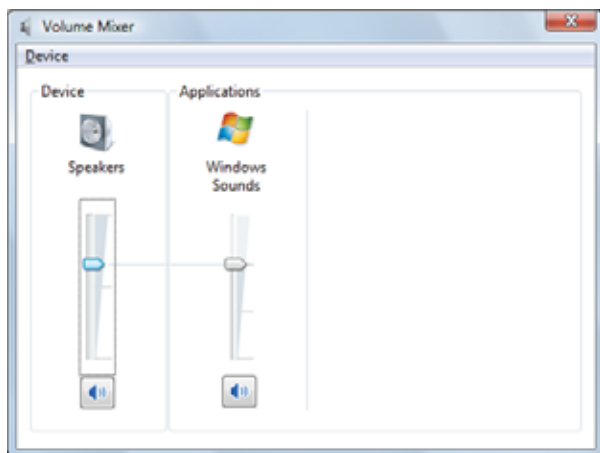 Volume Mixer
Device
Device
Applications
Speakers
Windows
Sounds